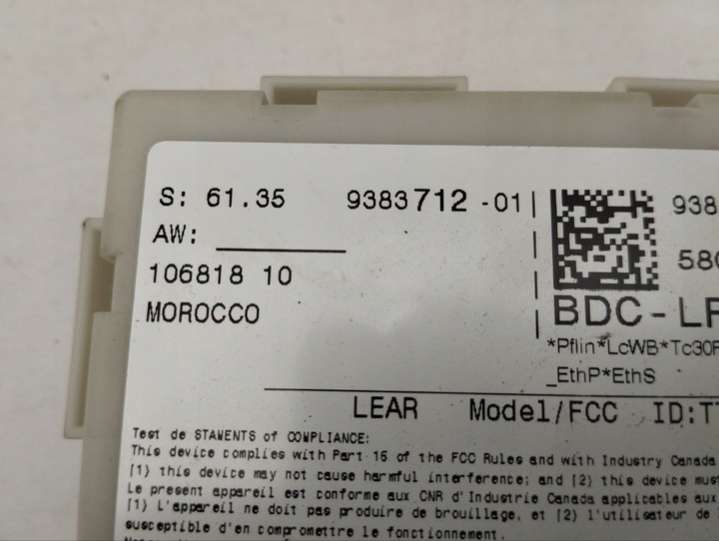 S: 61.35 9383712-01 938
AW:
106818 10 580
MOROCCO BDC-LR
*Pflin*LcWB*Tc30F
_EthP*EthS
LEAR Model/FCC ID:TT
Test de STAWENTS of COMPLIANCE:
This device complies with Part 15 of the FCC Rules and with Industry Canada
(1) this device may not cause harmful interference; and (2) this device must
Le present appareil est conforme aux CNR d'Industrie Canada applicables aux
(1) L'appareil ne doit pas produire de brouillage, et (2) l'utilisateur de
susceptible d'en compromettre le fonctionnement.